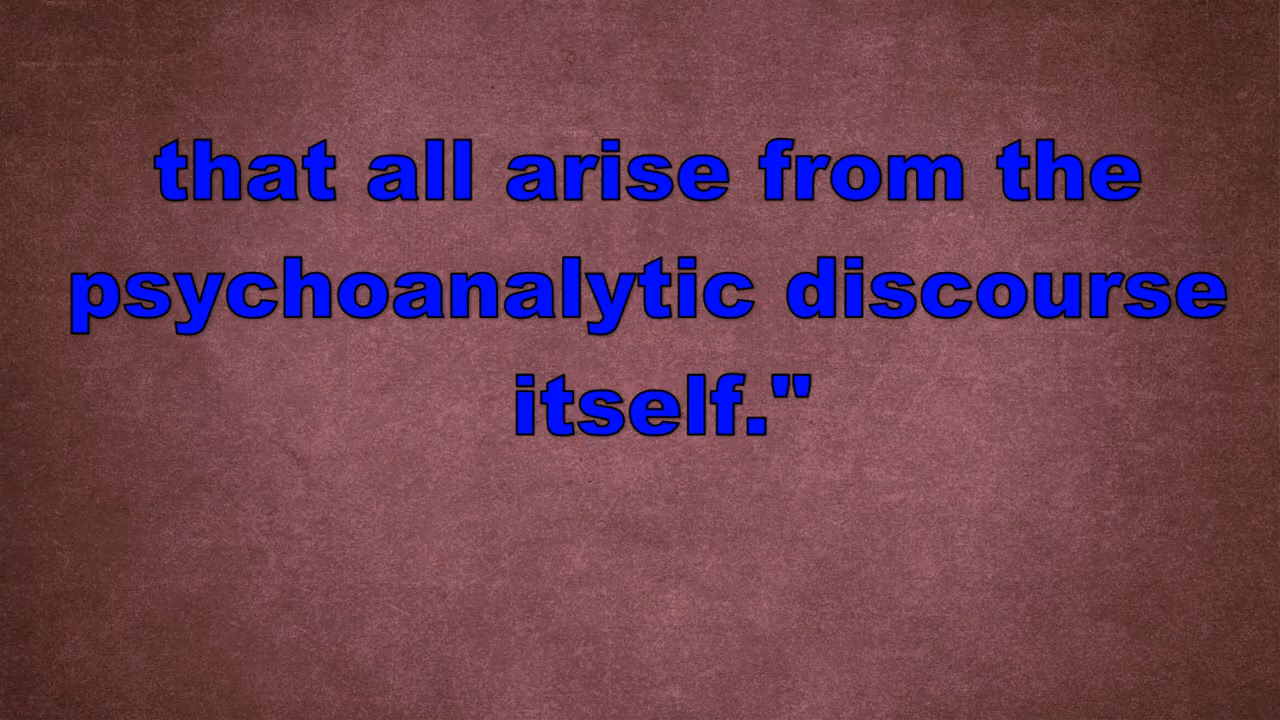 that all arise from the
psychoanalytic discourse
itself."